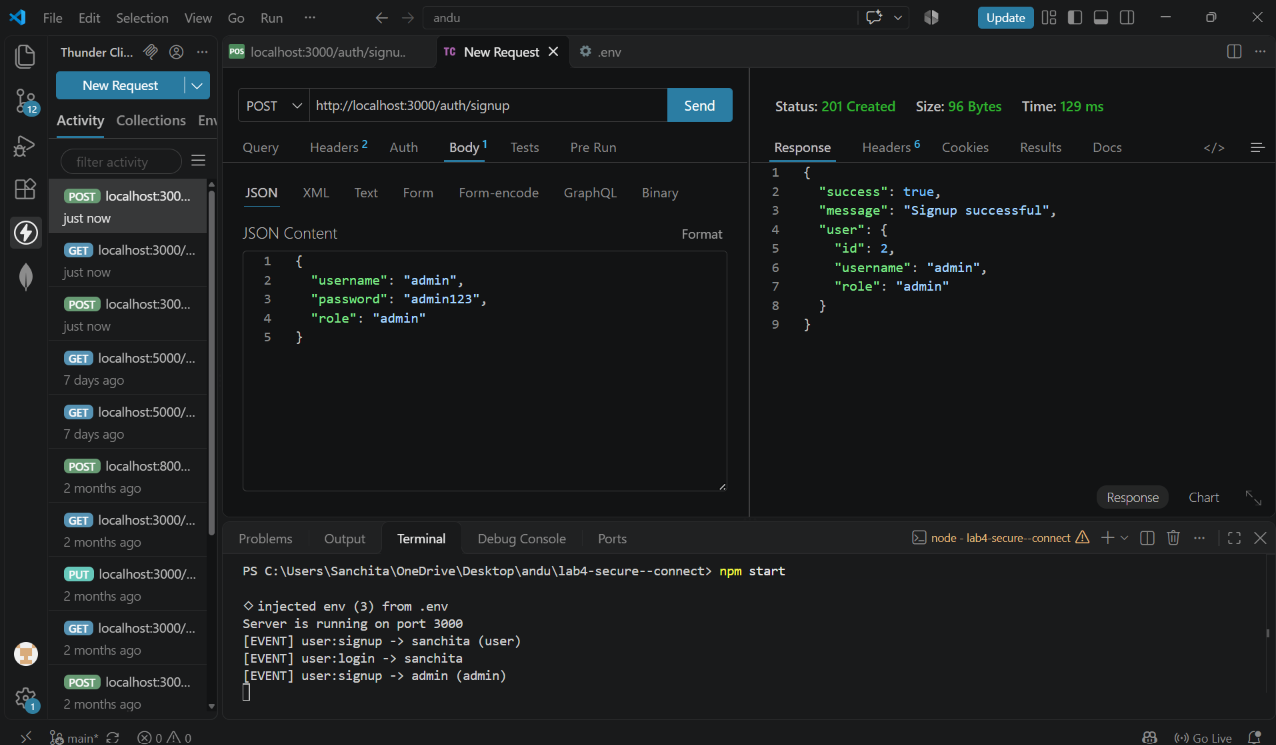 File Edit Selection View Go Run ··· andu Update
Thunder Cli...
New Request
Activity Collections Env
filter activity
POST localhost:300...
just now
GET localhost:3000/...
just now
POST localhost:300...
just now
GET localhost:5000/...
7 days ago
GET localhost:5000/...
7 days ago
POST localhost:800...
2 months ago
GET localhost:3000/...
2 months ago
PUT localhost:3000/...
2 months ago
GET localhost:3000/...
2 months ago
POST localhost:300...
2 months ago
12
1
POS localhost:3000/auth/signu.. TC New Request .env
POST http://localhost:3000/auth/signup Send
Query Headers 2 Auth Body 1 Tests Pre Run
JSON XML Text Form Form-encode GraphQL Binary
JSON Content Format
1 {
2 "username": "admin",
3 "password": "admin123",
4 "role": "admin"
5 }
Status: 201 Created Size: 96 Bytes Time: 129 ms
Response Headers 6 Cookies Results Docs </>
1 {
2 "success": true,
3 "message": "Signup successful",
4 "user": {
5 "id": 2,
6 "username": "admin",
7 "role": "admin"
8 }
9 }
Response Chart
Problems Output Terminal Debug Console Ports node - lab4-secure--connect
PS C:\Users\Sanchita\OneDrive\Desktop\andu\lab4-secure--connect> npm start
◇ injected env (3) from .env
Server is running on port 3000
[EVENT] user:signup -> sanchita (user)
[EVENT] user:login -> sanchita
[EVENT] user:signup -> admin (admin)
main* 0 0 Go Live